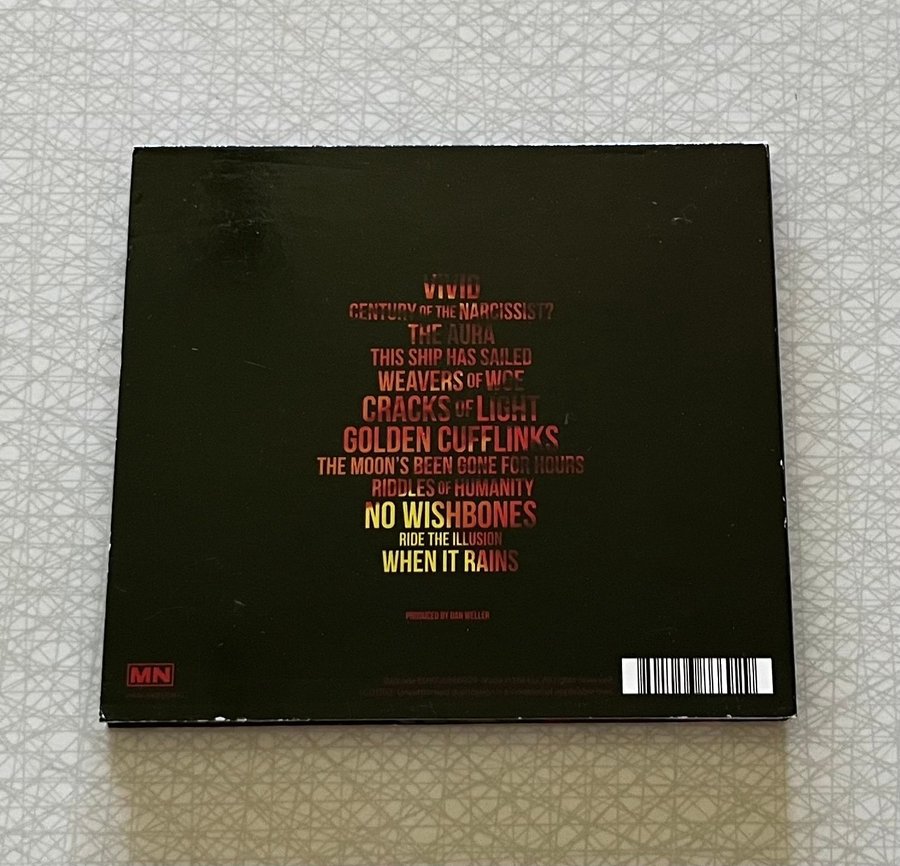 VIVID
CENTURY OF THE NARCISSIST?
THE AURA
THIS SHIP HAS SAILED
WEAVERS OF WOE
CRACKS OF LIGHT
GOLDEN CUFFLINKS
THE MOON'S BEEN GONE FOR HOURS
RIDDLES OF HUMANITY
NO WISHBONES
RIDE THE ILLUSION
WHEN IT RAINS
PRODUCED BY DAN WELLER
MN